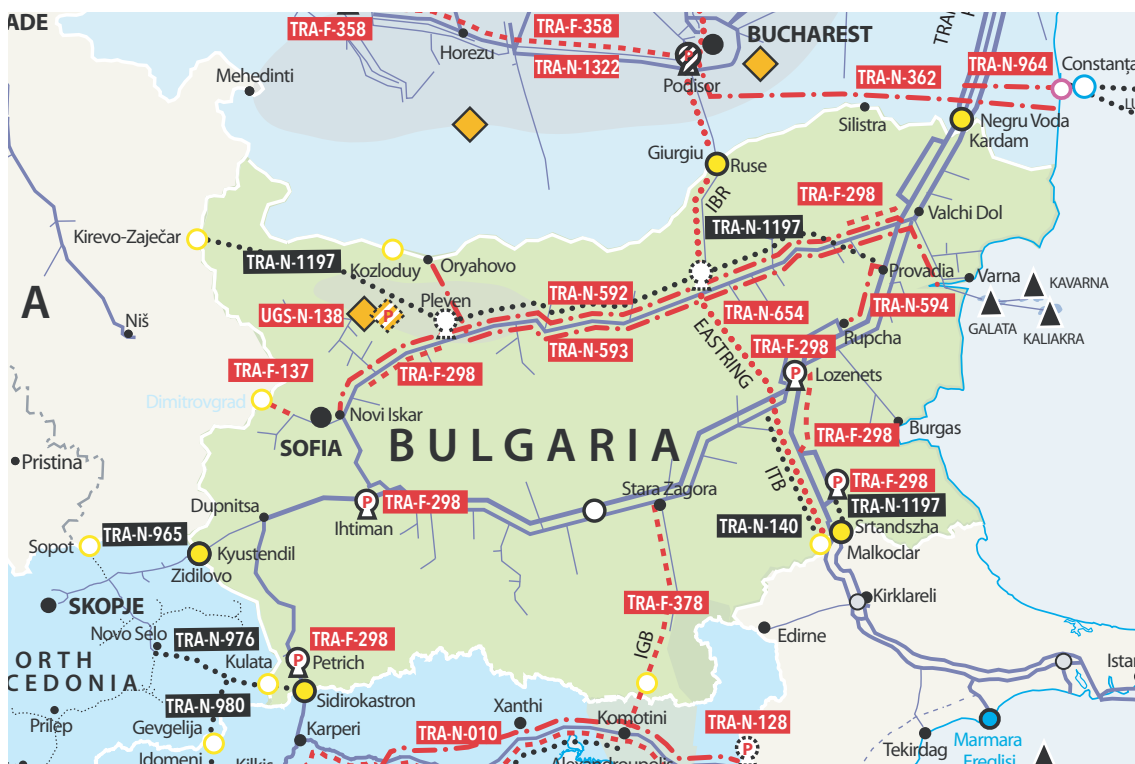 ADE
TRA-F-358
TRA-F-358
BUCHAREST
Horezu
TRA-N-1322
P
Podisor
TRA-N-362
TRA-N-964
Constanța
Mehedinti
Silistra
Negru Voda
Kardam
Giurgiu
Ruse
IBR
TRA-F-298
Valchi Dol
TRA-N-1197
Kirevo-Zaječar
TRA-N-1197
Kozloduy
Oryahovo
Provadia
Varna
KAVARNA
A
UGS-N-138
P
Pleven
TRA-N-592
TRA-N-654
TRA-N-594
GALATA
KALIAKRA
Niš
TRA-N-593
EASTRING
TRA-F-298
Rupcha
TRA-F-137
TRA-F-298
P
Lozenets
Dimitrovgrad
Novi Iskar
SOFIA
BULGARIA
TRA-F-298
Burgas
Pristina
ITB
P
TRA-F-298
Stara Zagora
P
TRA-F-298
TRA-N-1197
Dupnitsa
Ihtiman
TRA-N-140
Srtandszha
TRA-N-965
Sopot
Kyustendil
Malkoclar
Zidilovo
SKOPJE
TRA-F-378
Kirklareli
Novo Selo
TRA-N-976
TRA-F-298
Edirne
IGB
ORTH
Kulata
P
Petrich
Istan
CEDONIA
TRA-N-980
Sidirokastron
Prilep
Gevgelija
Karperi
Xanthi
Komotini
TRA-N-128
TRA-N-010
P
Tekirdag
Marmara
Ereglisi
Idomeni
Kilkis
Alexandroupolis